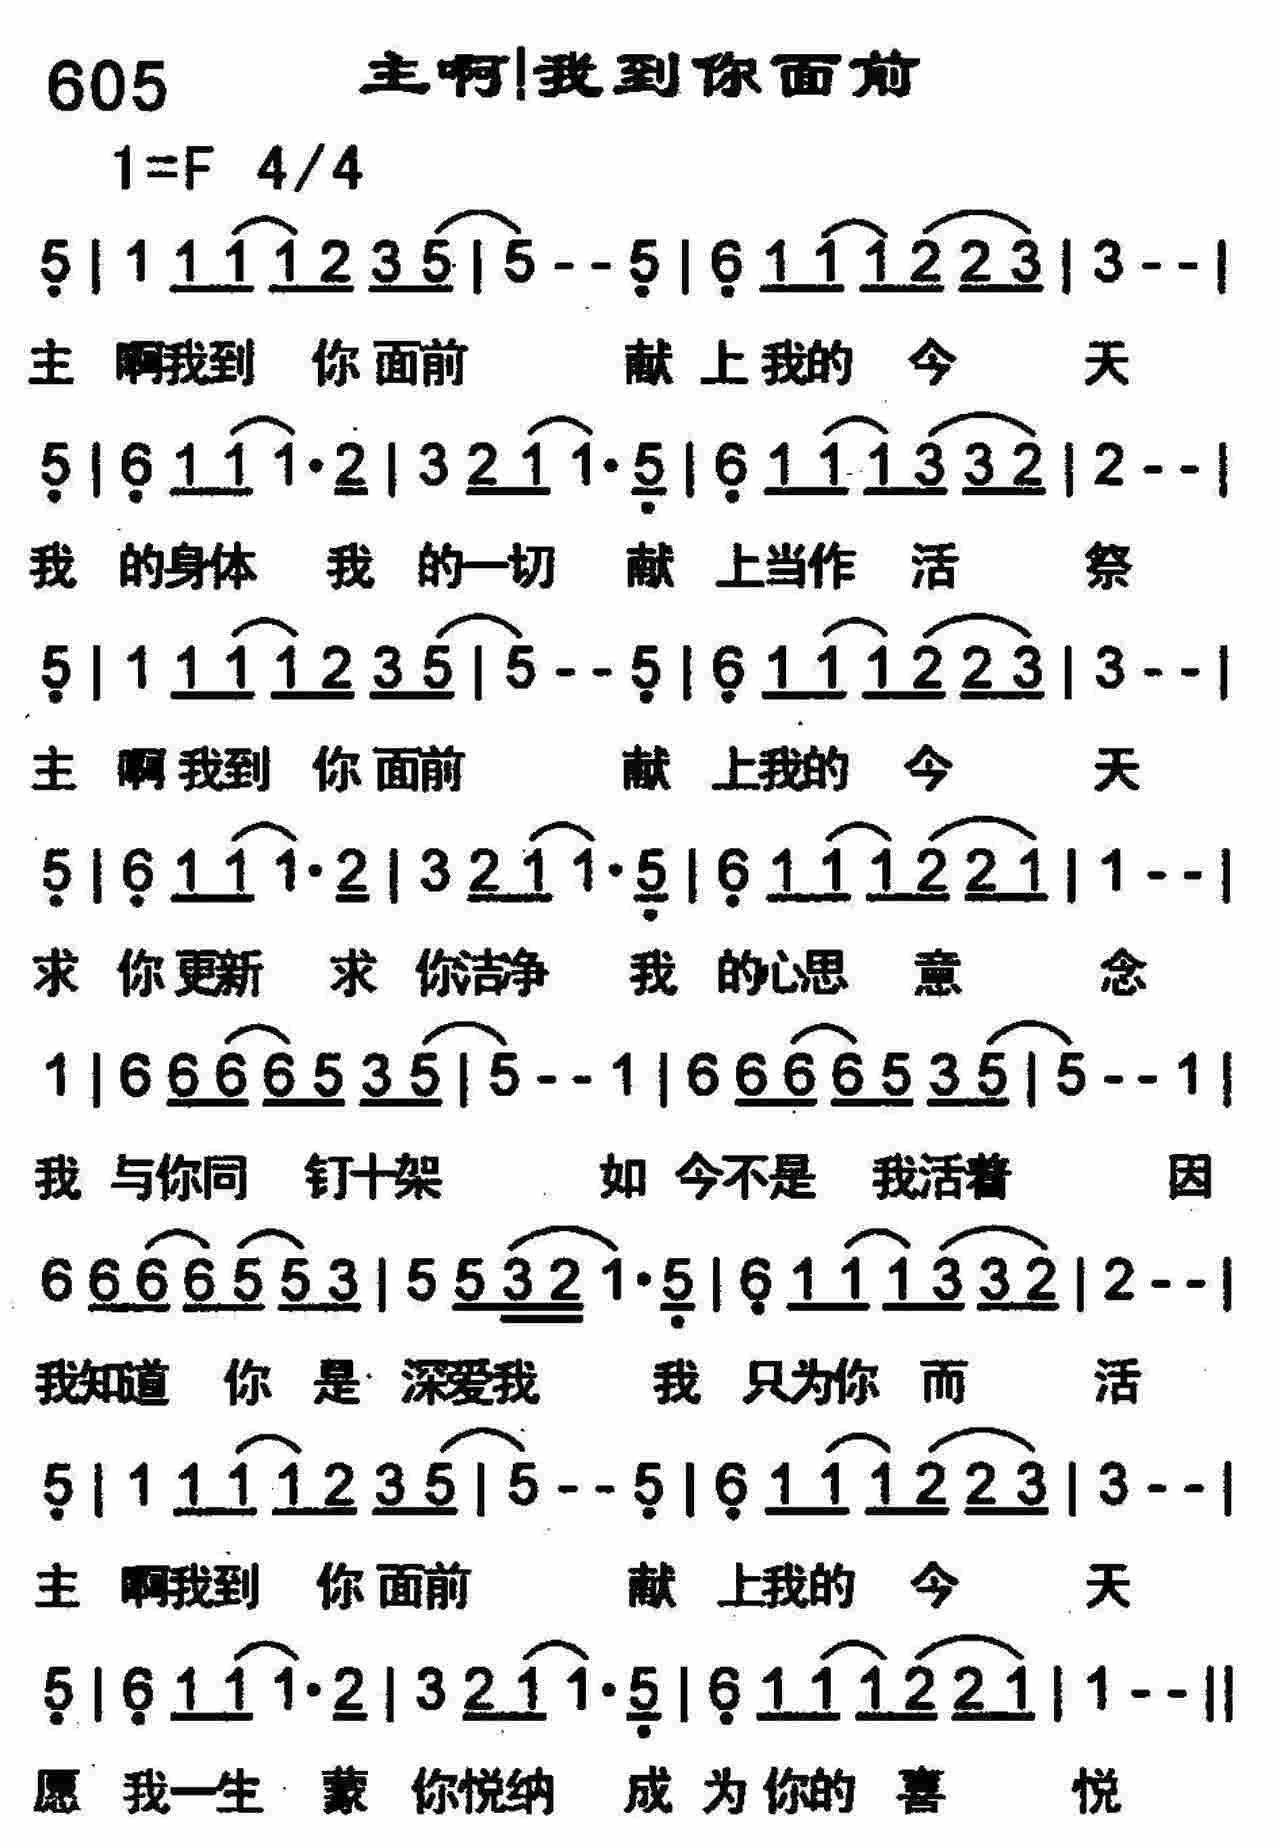 605 主啊!我到你面前
1=F 4/4
5̣ | 1 1 1 1 2 3 5 | 5 - - 5̣ | 6̣ 1 1 1 2 2 3 | 3 - - |
主 啊我到 你面前 献 上我的 今 天
5̣ | 6̣ 1 1 1· 2 | 3 2 1 1· 5̣ | 6̣ 1 1 1 3 3 2 | 2 - - |
我 的身体 我 的一切 献 上当作 活 祭
5̣ | 1 1 1 1 2 3 5 | 5 - - 5̣ | 6̣ 1 1 1 2 2 3 | 3 - - |
主 啊我到 你面前 献 上我的 今 天
5̣ | 6̣ 1 1 1· 2 | 3 2 1 1· 5̣ | 6̣ 1 1 1 2 2 1 | 1 - - |
求 你更新 求 你洁净 我 的心思 意 念
1 | 6 6 6 6 5 3 5 | 5 - - 1 | 6 6 6 6 5 3 5 | 5 - - 1 |
我 与你同 钉十架 如 今不是 我活着 因
6 6 6 6 5 5 3 | 5 5 3 2 1· 5̣ | 6̣ 1 1 1 3 3 2 | 2 - - |
我知道 你 是 深爱我 我 只为你 而 活
5̣ | 1 1 1 1 2 3 5 | 5 - - 5̣ | 6̣ 1 1 1 2 2 3 | 3 - - |
主 啊我到 你面前 献 上我的 今 天
5̣ | 6̣ 1 1 1· 2 | 3 2 1 1· 5̣ | 6̣ 1 1 1 2 2 1 | 1 - - ||
愿 我一生 蒙 你悦纳 成 为你的 喜 悦